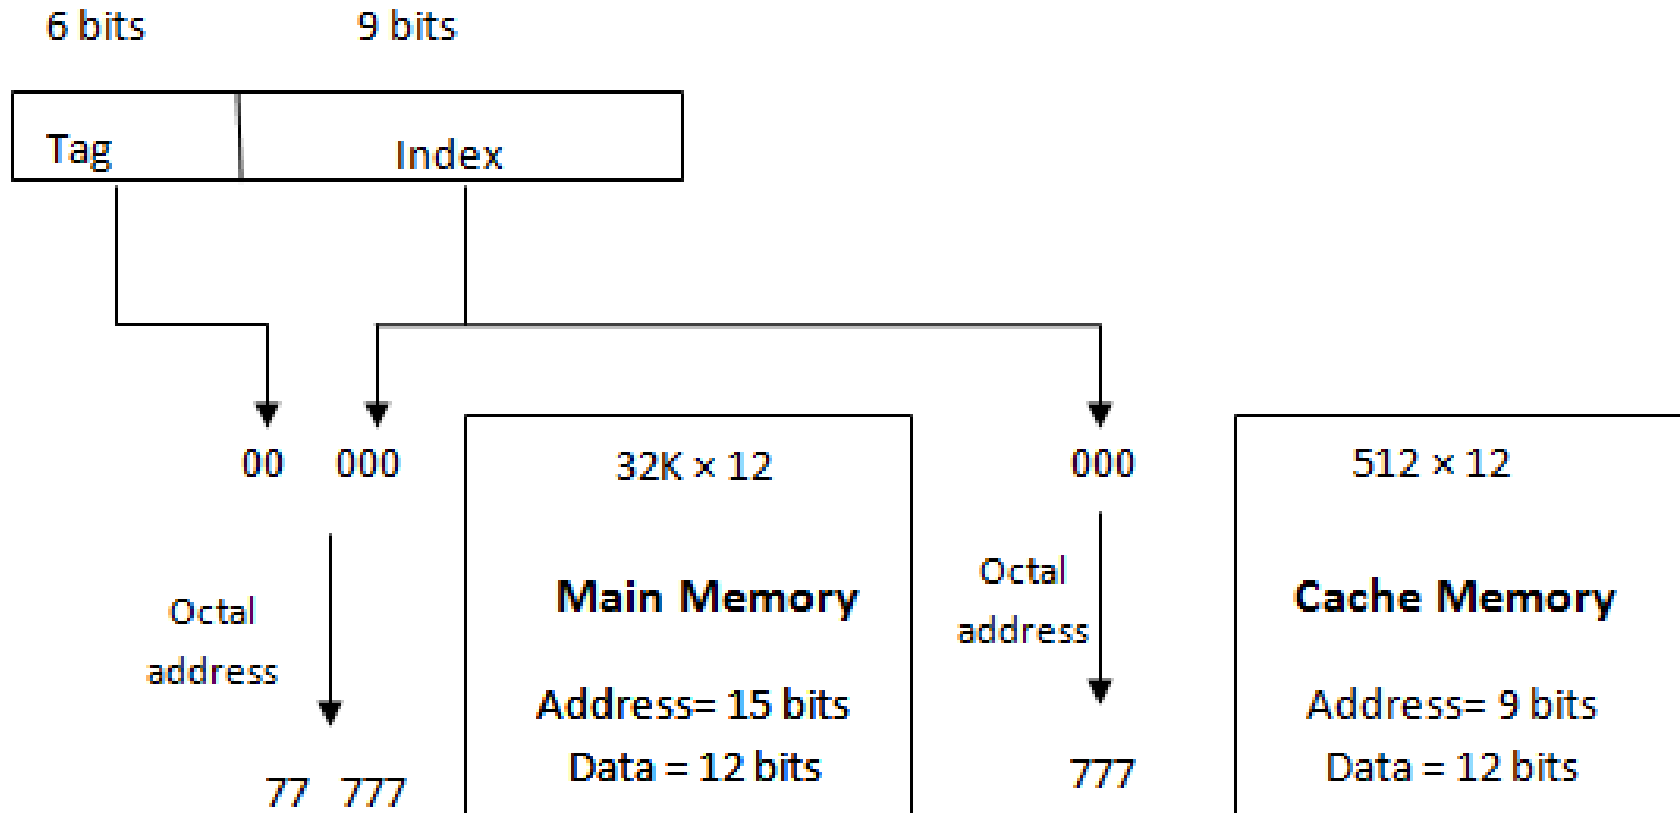 6 bits 9 bits
Tag Index
00 000 32K × 12 000 512 × 12
Octal
address
Main Memory
Octal
address
Cache Memory
Address= 15 bits
Data = 12 bits
Address= 9 bits
Data = 12 bits
77 777
777